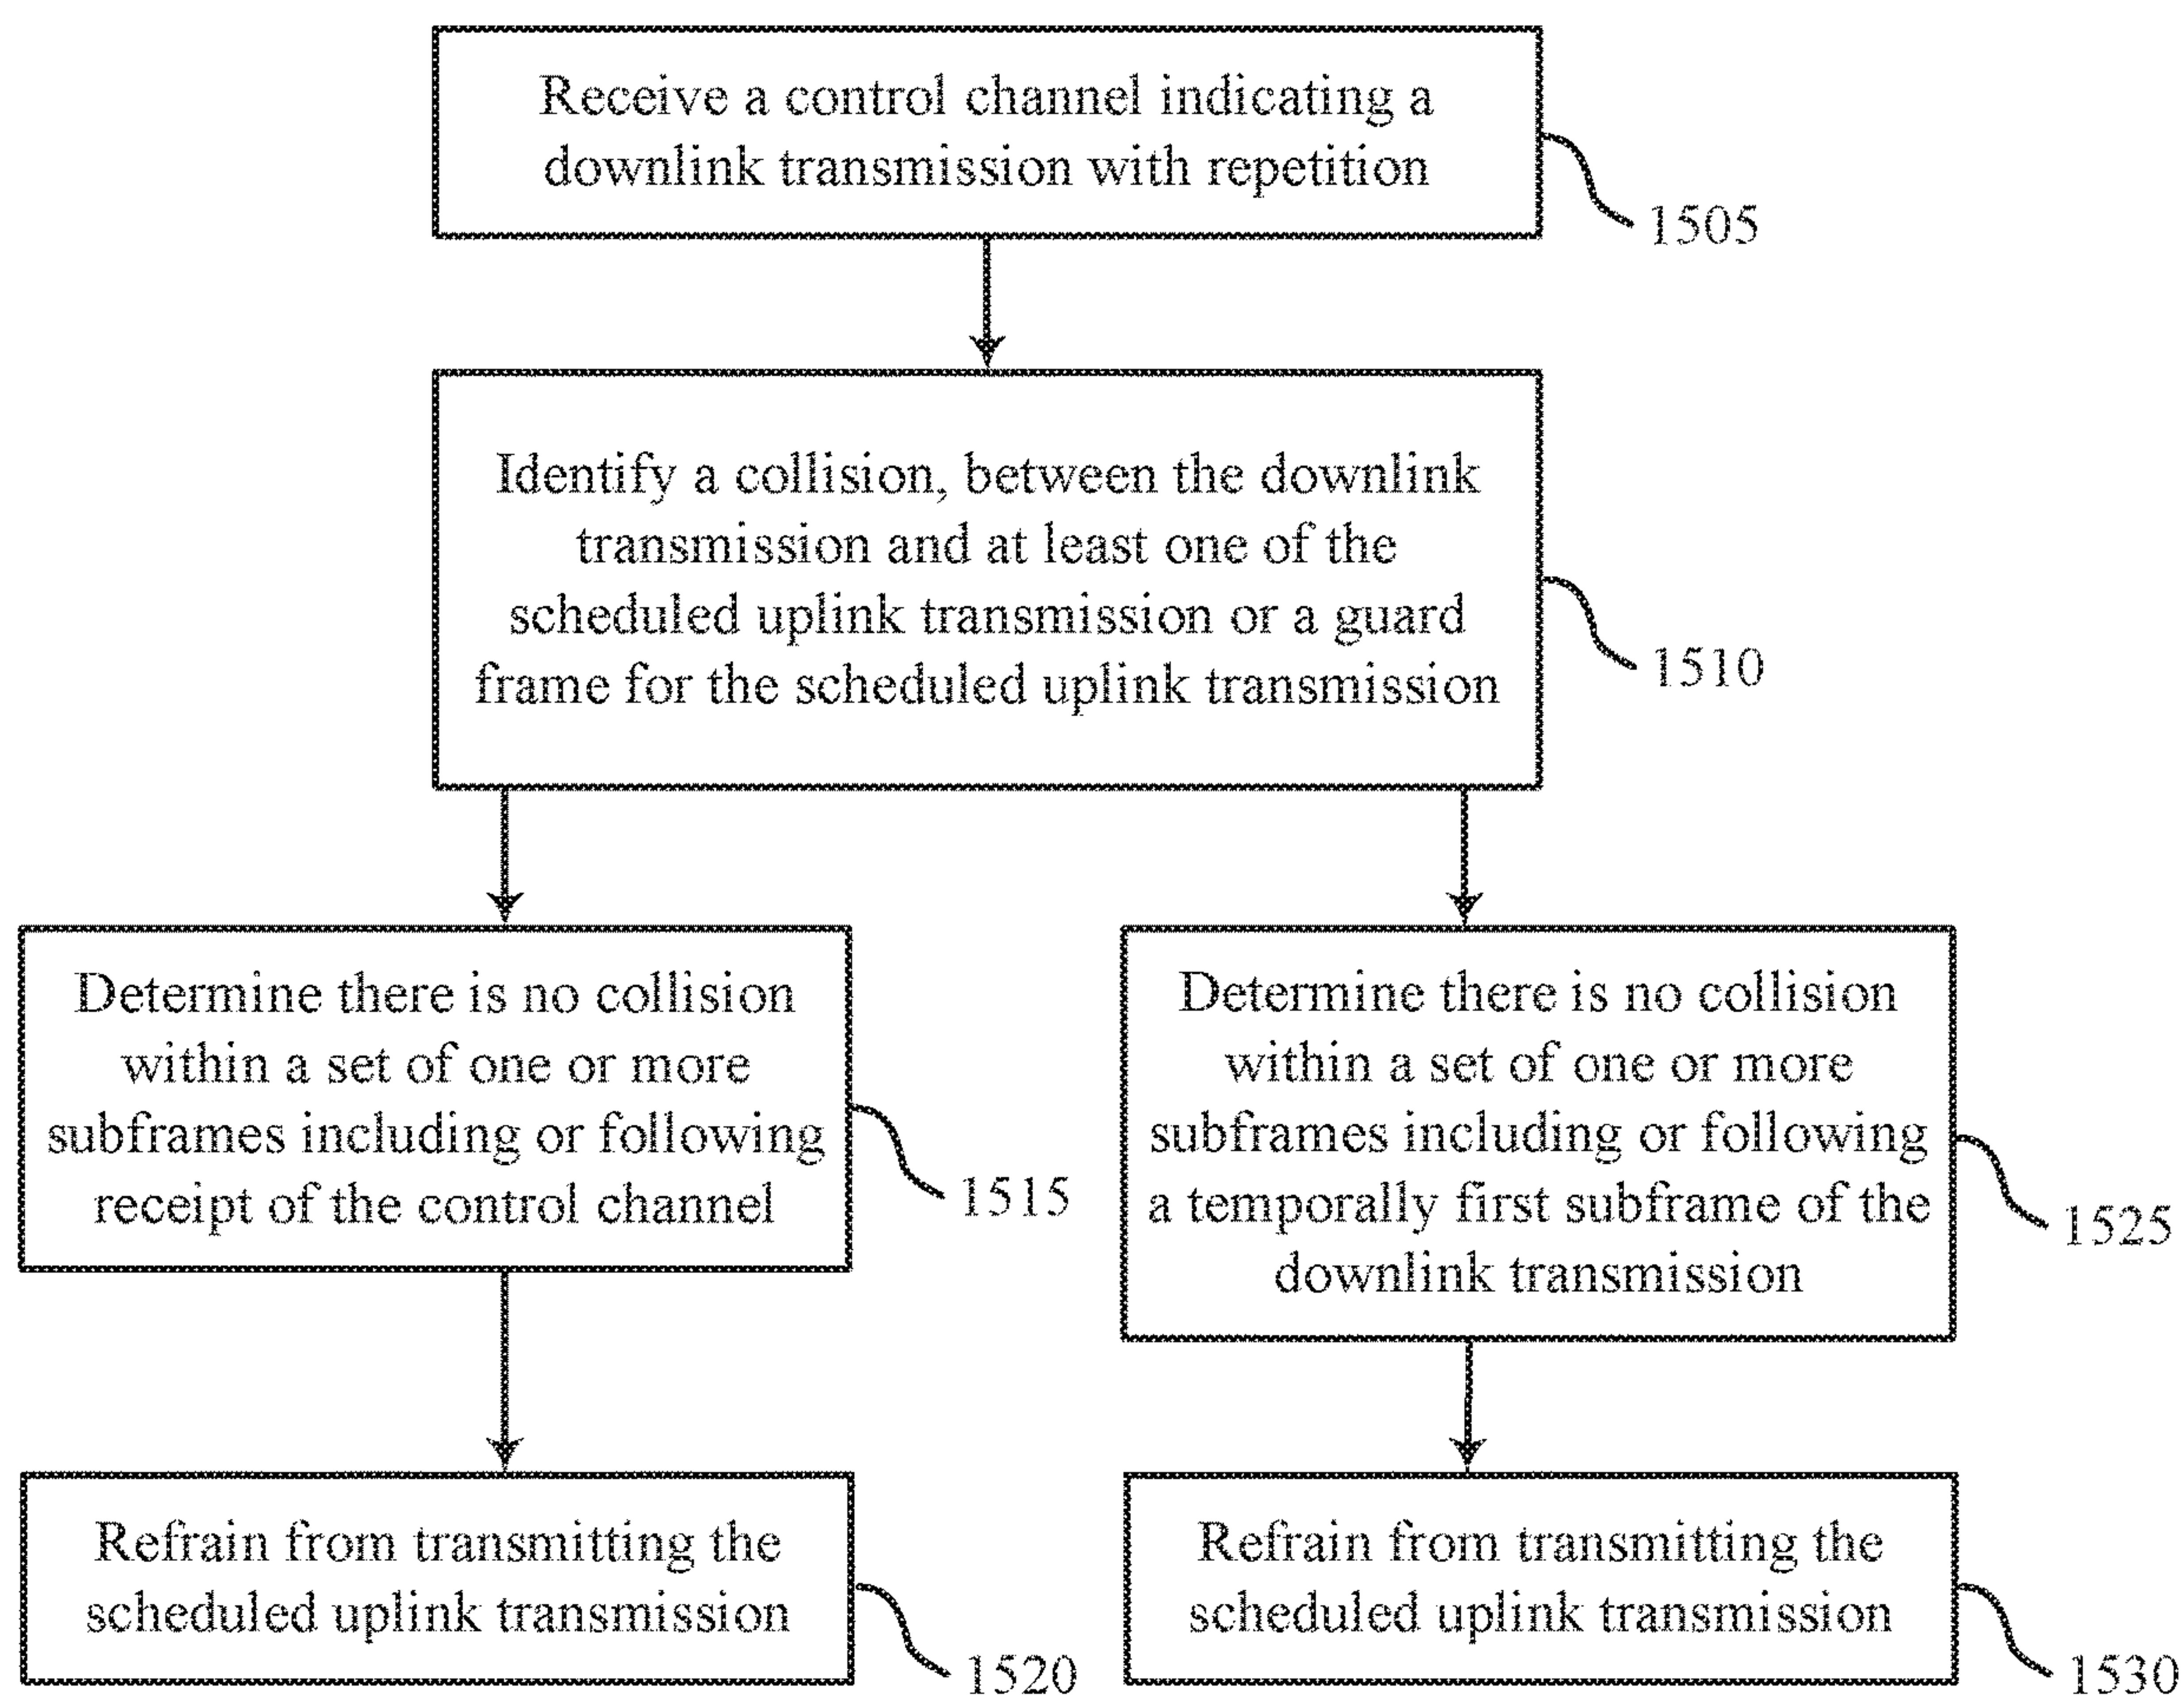 Receive a control channel indicating a
downlink transmission with repetition
1505
Identify a collision, between the downlink
transmission and at least one of the
scheduled uplink transmission or a guard
frame for the scheduled uplink transmission
1510
Determine there is no collision
within a set of one or more
subframes including or following
receipt of the control channel
1515
Determine there is no collision
within a set of one or more
subframes including or following
a temporally first subframe of the
downlink transmission
1525
Refrain from transmitting the
scheduled uplink transmission
1520
Refrain from transmitting the
scheduled uplink transmission
1530